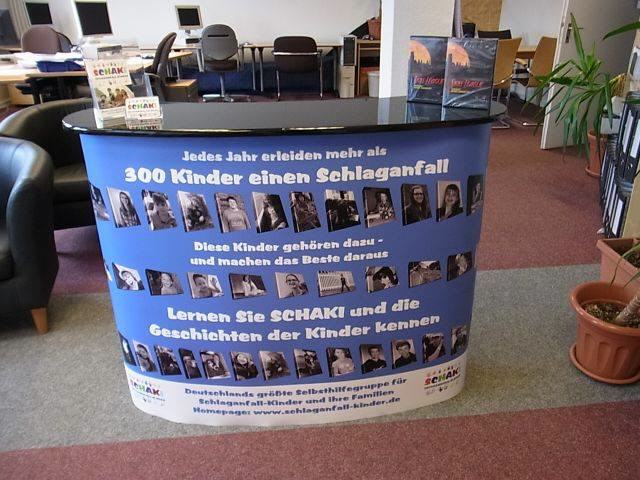 SCHAKI
SCHAKI
Jedes Jahr erleiden mehr als
300 Kinder einen Schlaganfall
Diese Kinder gehören dazu -
und machen das Beste daraus
Lernen Sie SCHAKI und die
Geschichten der Kinder kennen
SCHAKI
SCHAKI
Deutschlands größte Selbsthilfegruppe für
Schlaganfall-Kinder und ihre Familien
Homepage: www.schlaganfall-kinder.de